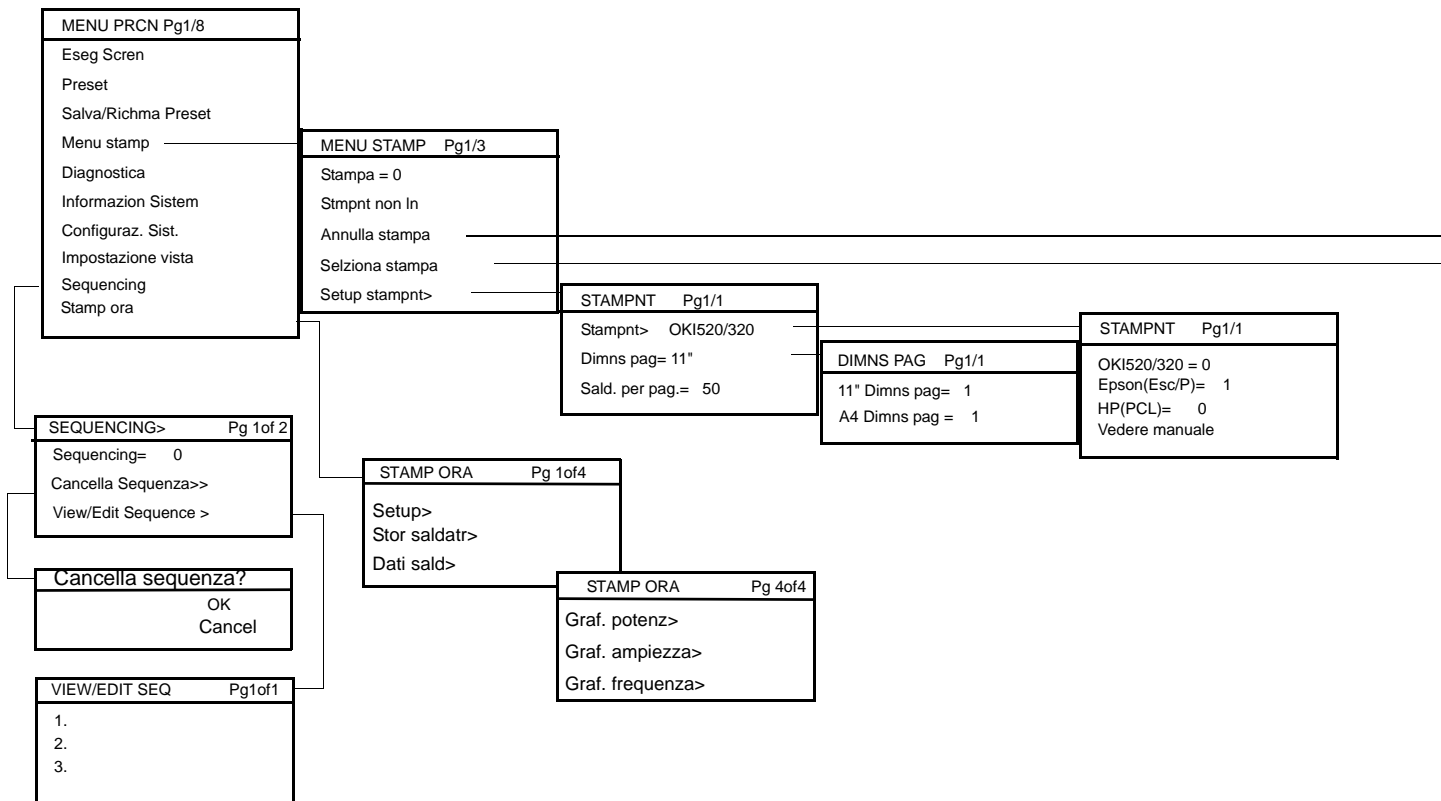 MENU PRCN Pg1/8
Eseg Scren
Preset
Salva/Richma Preset
Menu stamp
Diagnostica
Informazion Sistem
Configuraz. Sist.
Impostazione vista
Sequencing
Stamp ora
MENU STAMP Pg1/3
Stampa = 0
Stmpnt non In
Annulla stampa
Selziona stampa
Setup stampnt>
STAMPNT Pg1/1
Stampnt> OKI520/320
Dimns pag= 11"
Sald. per pag.= 50
DIMNS PAG Pg1/1
11" Dimns pag= 1
A4 Dimns pag = 1
STAMPNT Pg1/1
OKI520/320 = 0
Epson(Esc/P)= 1
HP(PCL)= 0
Vedere manuale
SEQUENCING> Pg 1of 2
Sequencing= 0
Cancella Sequenza>>
View/Edit Sequence >
Cancella sequenza?
OK
Cancel
VIEW/EDIT SEQ Pg1of1
1.
2.
3.
STAMP ORA Pg 1of4
Setup>
Stor saldatr>
Dati sald>
STAMP ORA Pg 4of4
Graf. potenz>
Graf. ampiezza>
Graf. frequenza>